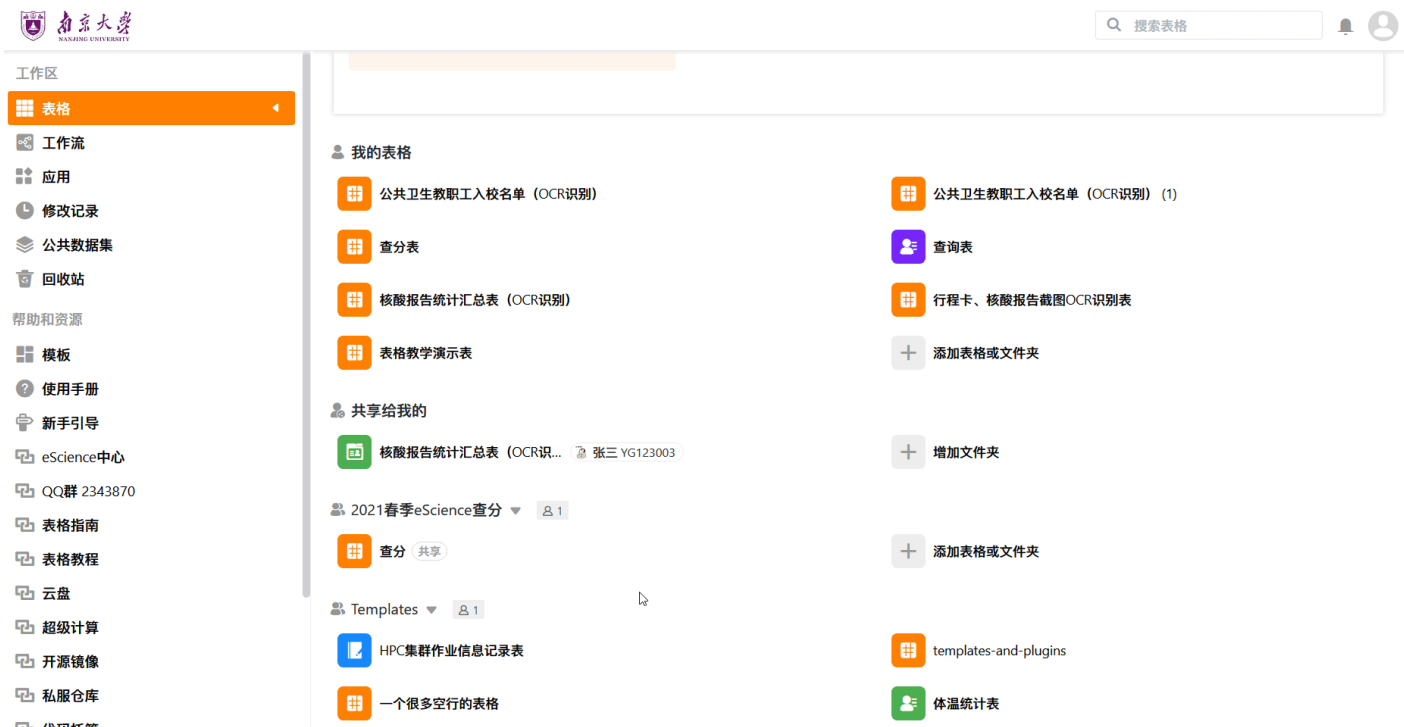 南京大学
NANJING UNIVERSITY
搜索表格
工作区
表格
工作流
应用
修改记录
公共数据集
回收站
帮助和资源
模板
使用手册
新手引导
eScience中心
QQ群 2343870
表格指南
表格教程
云盘
超级计算
开源镜像
私服仓库
代码托管
我的表格
公共卫生教职工入校名单（OCR识别）
公共卫生教职工入校名单（OCR识别） (1)
查分表
查询表
核酸报告统计汇总表（OCR识别）
行程卡、核酸报告截图OCR识别表
表格教学演示表
添加表格或文件夹
共享给我的
核酸报告统计汇总表（OCR识... 张三 YG123003
增加文件夹
2021春季eScience查分 1
查分 共享
添加表格或文件夹
Templates 1
HPC集群作业信息记录表
templates-and-plugins
一个很多空行的表格
体温统计表